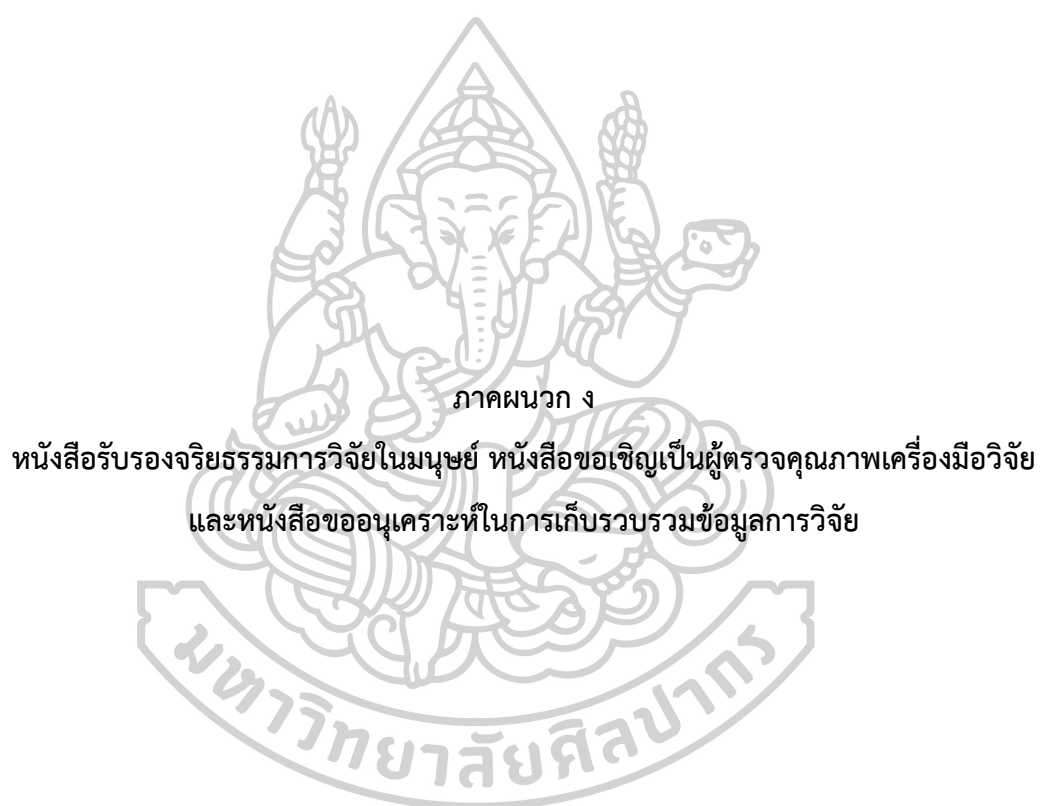 ภาคผนวก ง
หนังสือรับรองจริยธรรมการวิจัยในมนุษย์ หนังสือขอเชิญเป็นผู้ตรวจคุณภาพเครื่องมือวิจัย
และหนังสือขออนุเคราะห์ในการเก็บรวบรวมข้อมูลการวิจัย
มหาวิทยาลัยศิลปากร